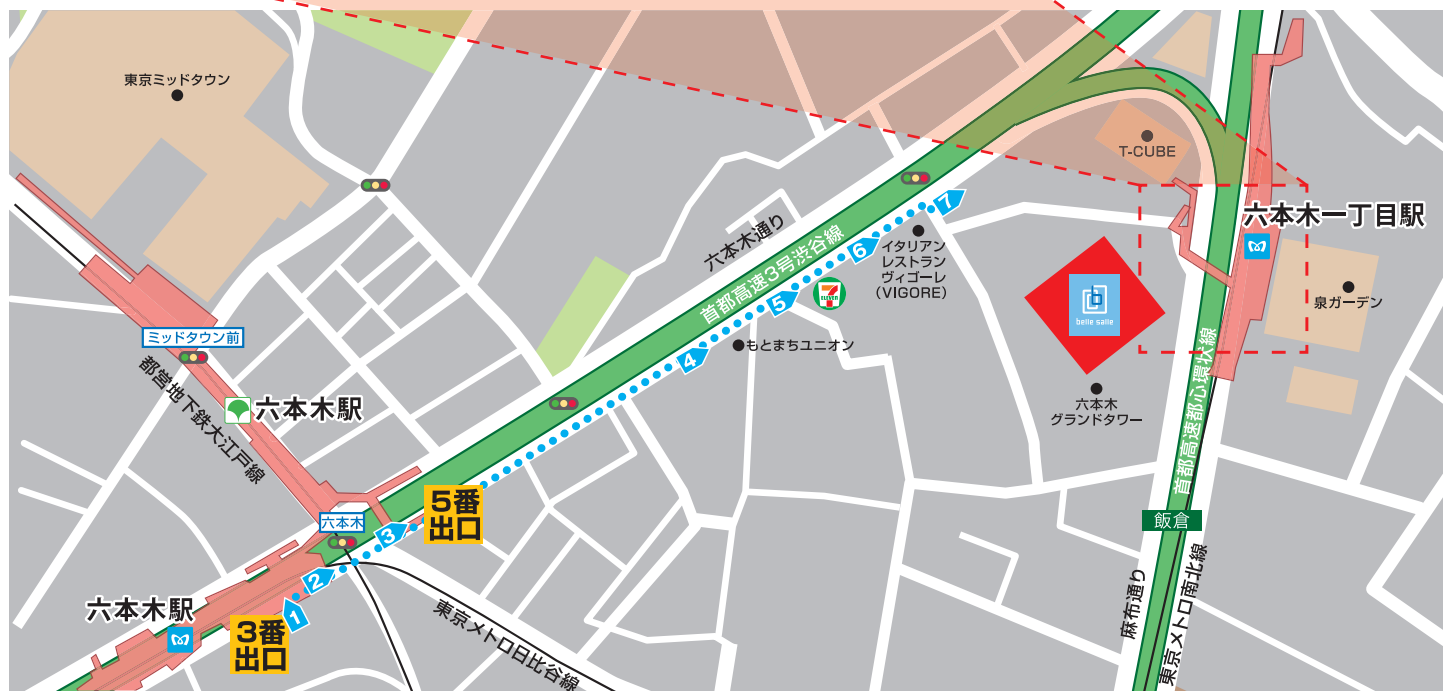 東京ミッドタウン
T-CUBE
六本木一丁目駅
六本木通り
首都高速3号渋谷線
7
6
イタリアン
レストラン
ヴィゴーレ
(VIGORE)
泉ガーデン
belle salle
7
ELEVEN
5
もとまちユニオン
4
ミッドタウン前
都営地下鉄大江戸線
六本木駅
六本木
グランドタワー
首都高速都心環状線
5番
出口
六本木
3
飯倉
2
1
六本木駅
3番
出口
東京メトロ日比谷線
麻布通り
東京メトロ南北線